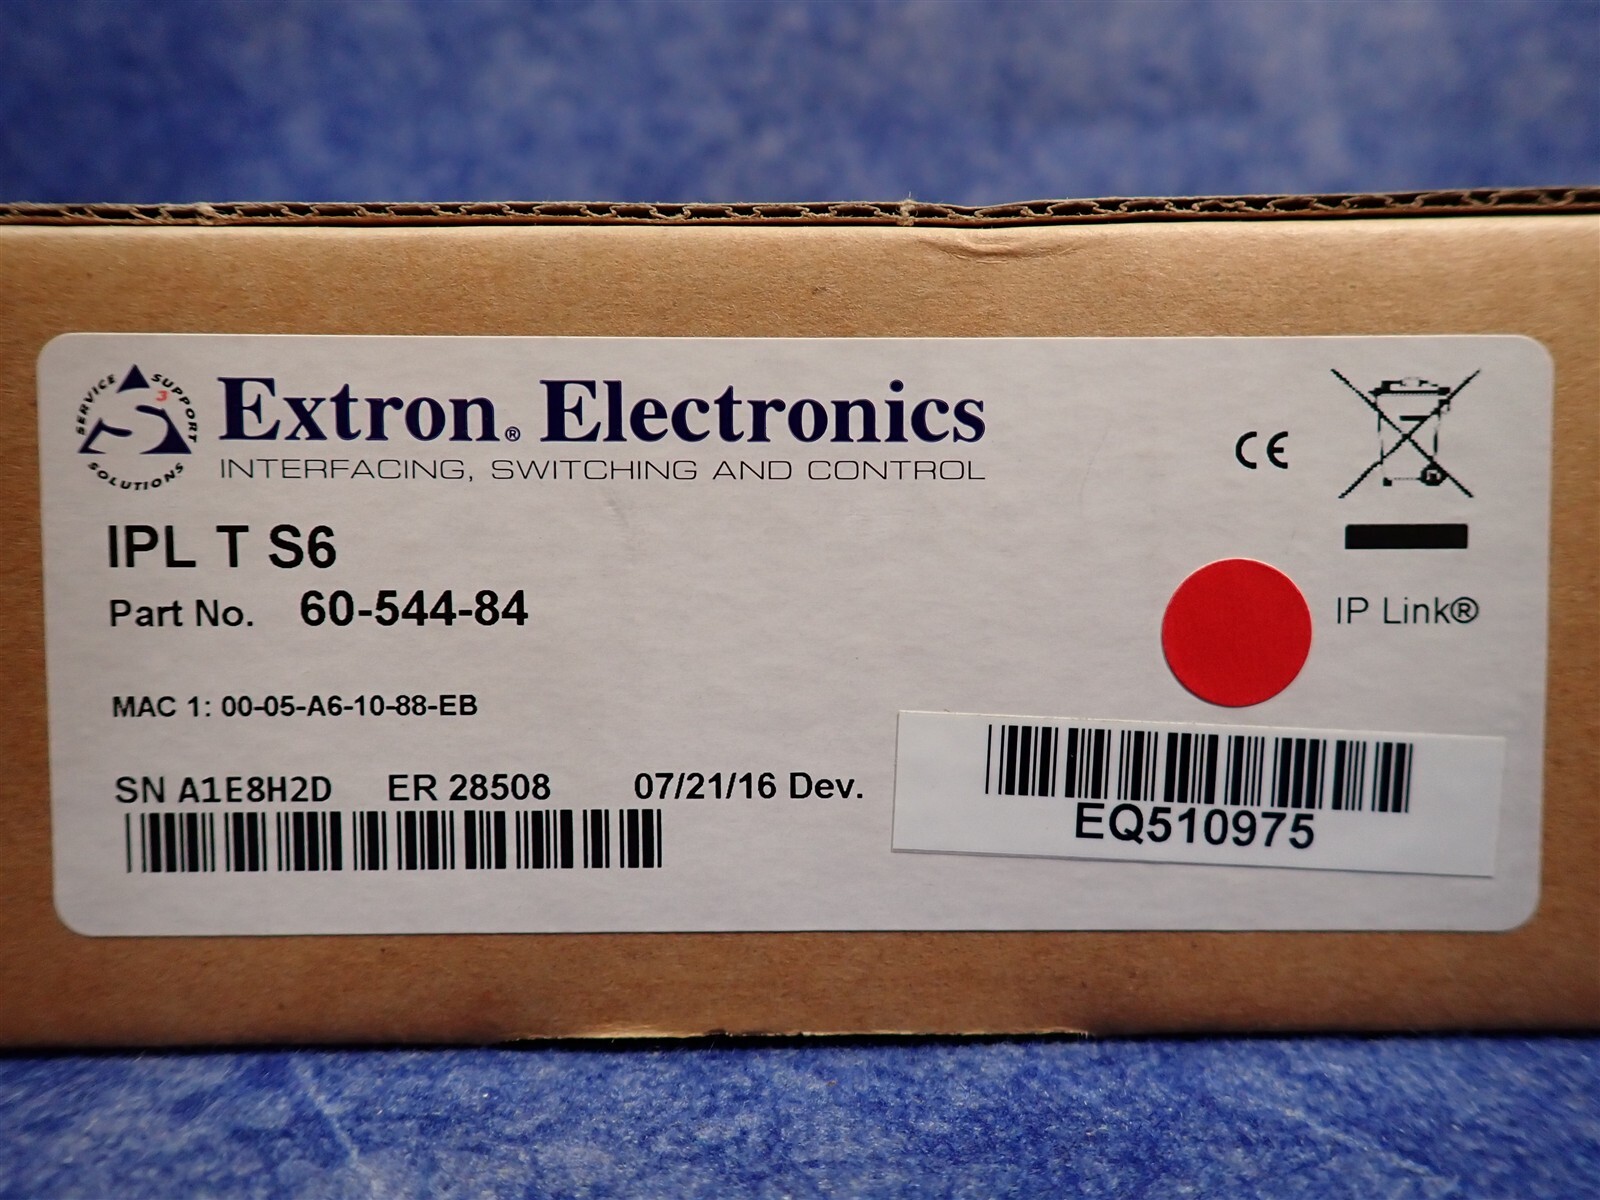 SERVICE SUPPORT SOLUTIONS
S3
Extron® Electronics
INTERFACING, SWITCHING AND CONTROL
CE
IPL T S6
Part No. 60-544-84
IP Link®
MAC 1: 00-05-A6-10-88-EB
SN A1E8H2D ER 28508 07/21/16 Dev.
EQ510975